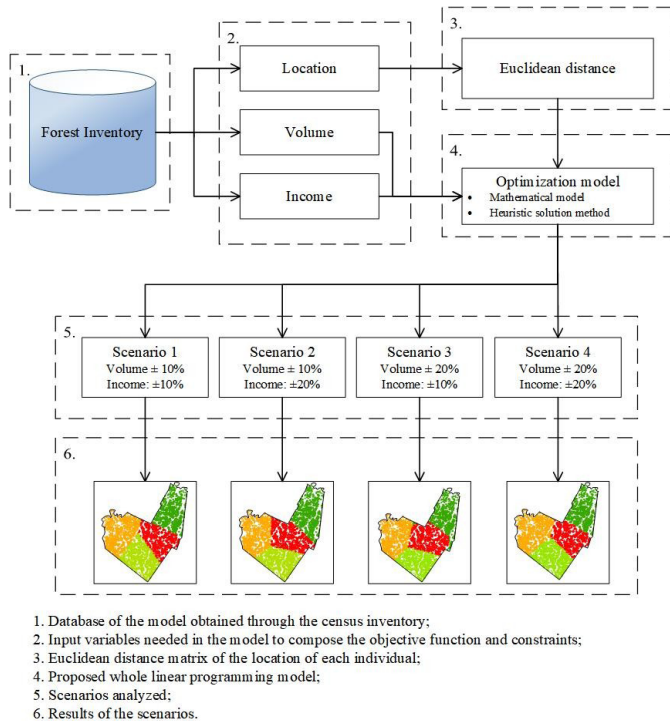 1.
Forest Inventory
2.
Location
Volume
Income
3.
Euclidean distance
4.
Optimization model
• Mathematical model
• Heuristic solution method
5.
Scenario 1
Volume ± 10%
Income: ±10%
Scenario 2
Volume ± 10%
Income: ±20%
Scenario 3
Volume ± 20%
Income: ±10%
Scenario 4
Volume ± 20%
Income: ±20%
6.
1. Database of the model obtained through the census inventory;
2. Input variables needed in the model to compose the objective function and constraints;
3. Euclidean distance matrix of the location of each individual;
4. Proposed whole linear programming model;
5. Scenarios analyzed;
6. Results of the scenarios.